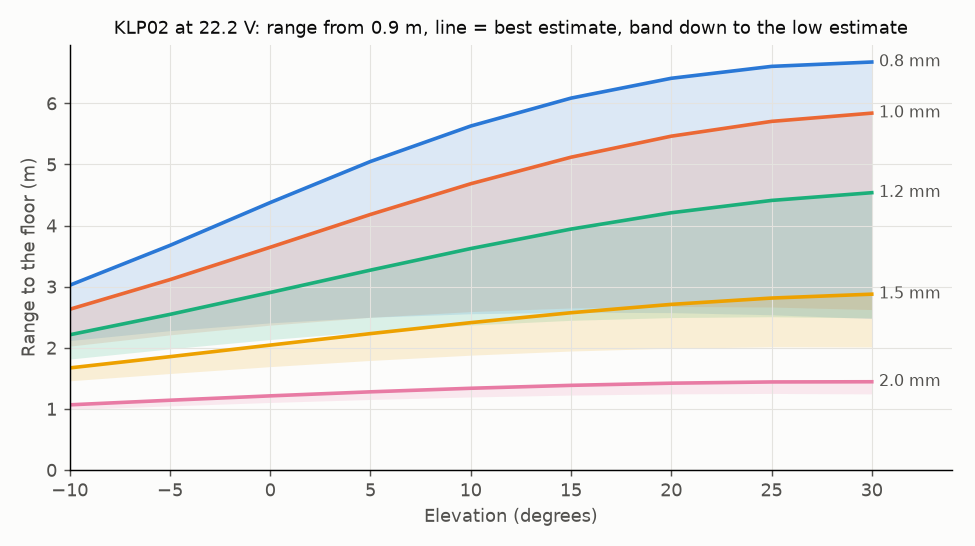 KLP02 at 22.2 V: range from 0.9 m, line = best estimate, band down to the low estimate
Range to the floor (m)
6
5
4
3
2
1
0
0.8 mm
1.0 mm
1.2 mm
1.5 mm
2.0 mm
−10
−5
0
5
10
15
20
25
30
Elevation (degrees)